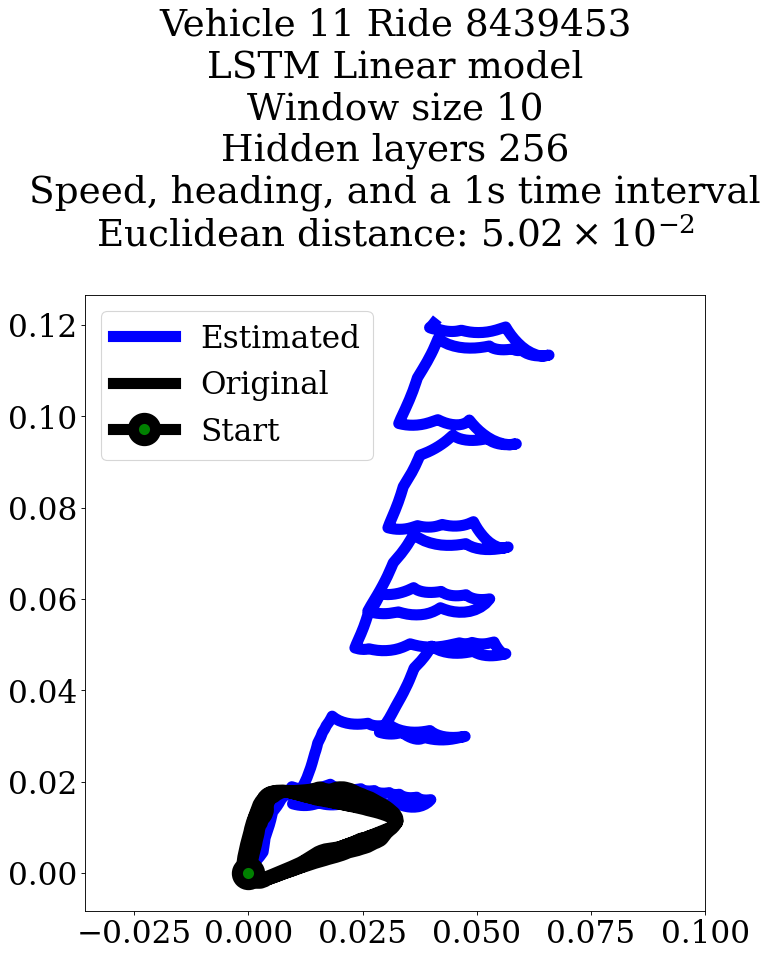 Vehicle 11 Ride 8439453
LSTM Linear model
Window size 10
Hidden layers 256
Speed, heading, and a 1s time interval
Euclidean distance: 5.02 × 10⁻²
Estimated
Original
Start
0.12
0.10
0.08
0.06
0.04
0.02
0.00
−0.025 0.000 0.025 0.050 0.075 0.100